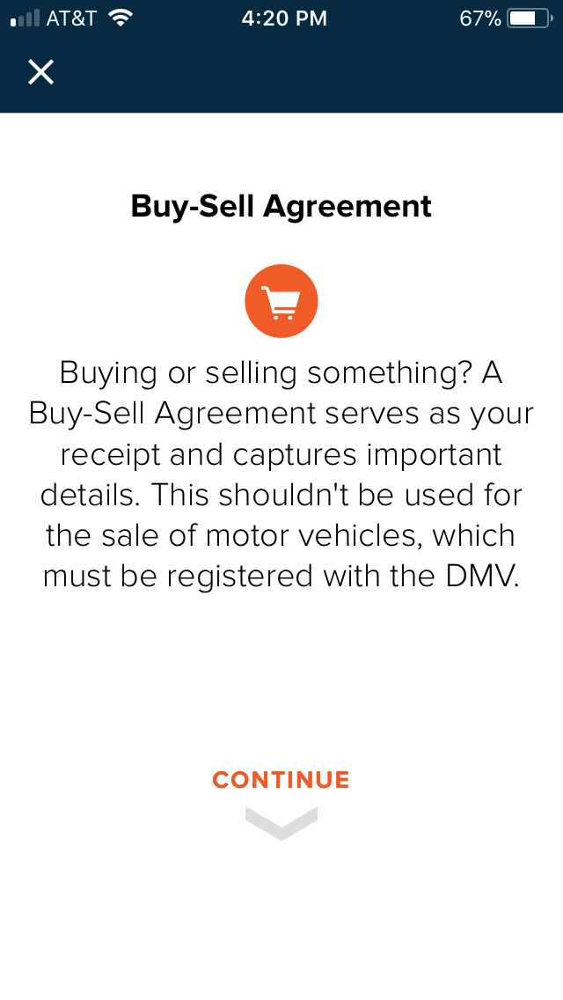 AT&T 4:20 PM 67%
Buy-Sell Agreement
Buying or selling something? A
Buy-Sell Agreement serves as your
receipt and captures important
details. This shouldn't be used for
the sale of motor vehicles, which
must be registered with the DMV.
CONTINUE